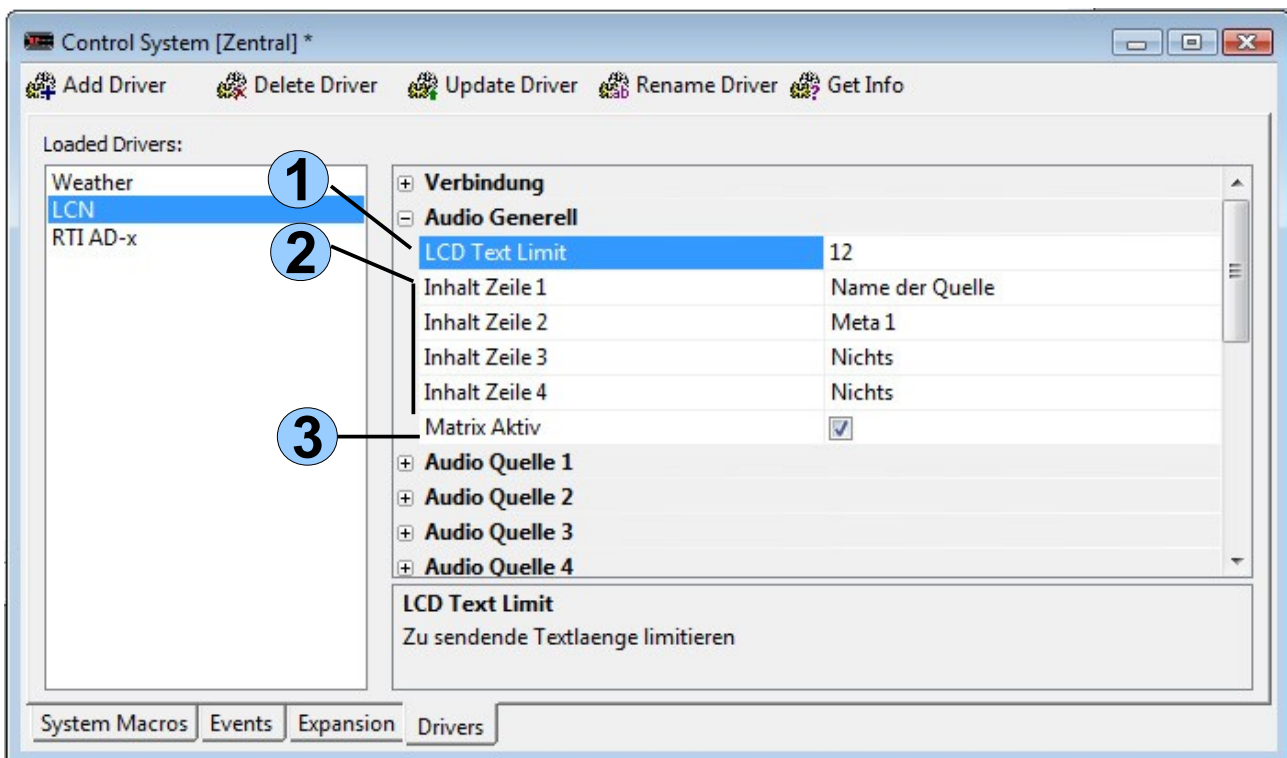 Control System [Zentral] *
Add Driver Delete Driver Update Driver Rename Driver Get Info
Loaded Drivers:
Weather
LCN
RTI AD-x
1
2
3
Verbindung
Audio Generell
LCD Text Limit 12
Inhalt Zeile 1 Name der Quelle
Inhalt Zeile 2 Meta 1
Inhalt Zeile 3 Nichts
Inhalt Zeile 4 Nichts
Matrix Aktiv
Audio Quelle 1
Audio Quelle 2
Audio Quelle 3
Audio Quelle 4
LCD Text Limit
Zu sendende Textlaenge limitieren
System Macros Events Expansion Drivers